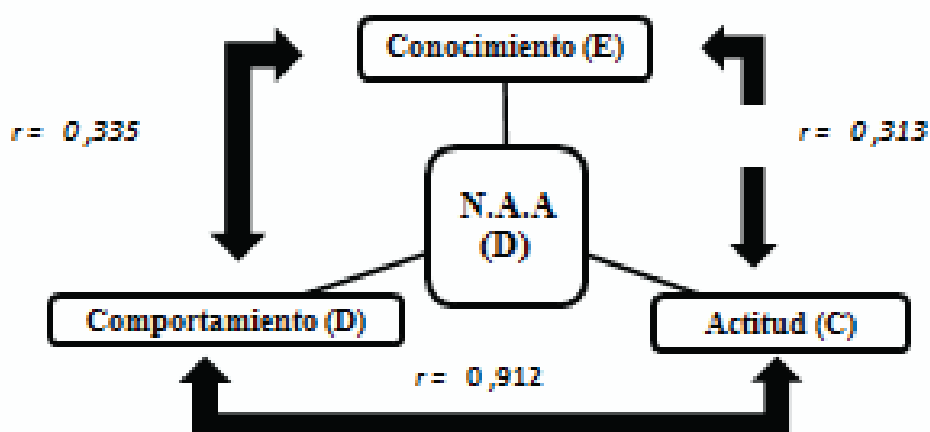 Conocimiento (E)
r = 0,335
r = 0,313
N.A.A
(D)
Comportamiento (D)
Actitud (C)
r = 0,912